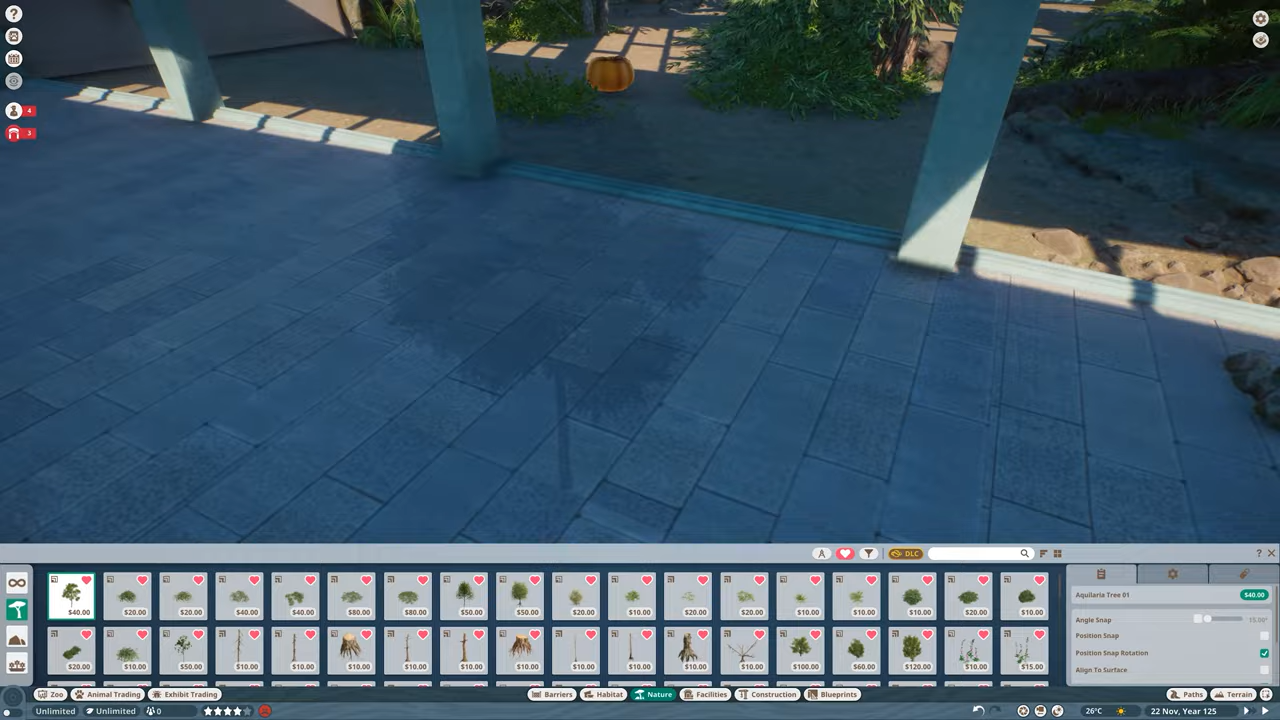 ?
4
3
DLC
?
$40.00 $20.00 $20.00 $40.00 $40.00 $80.00 $80.00 $50.00 $50.00 $20.00 $10.00 $20.00 $20.00 $10.00 $10.00 $10.00 $20.00 $10.00
$20.00 $10.00 $50.00 $10.00 $10.00 $10.00 $10.00 $10.00 $10.00 $10.00 $10.00 $10.00 $10.00 $100.00 $60.00 $120.00 $10.00 $15.00
Aquilaria Tree 01 $40.00
Angle Snap 15.00°
Position Snap
Position Snap Rotation
Align To Surface
Zoo Animal Trading Exhibit Trading Barriers Habitat Nature Facilities Construction Blueprints Paths Terrain
Unlimited Unlimited 0 26°C 22 Nov, Year 125